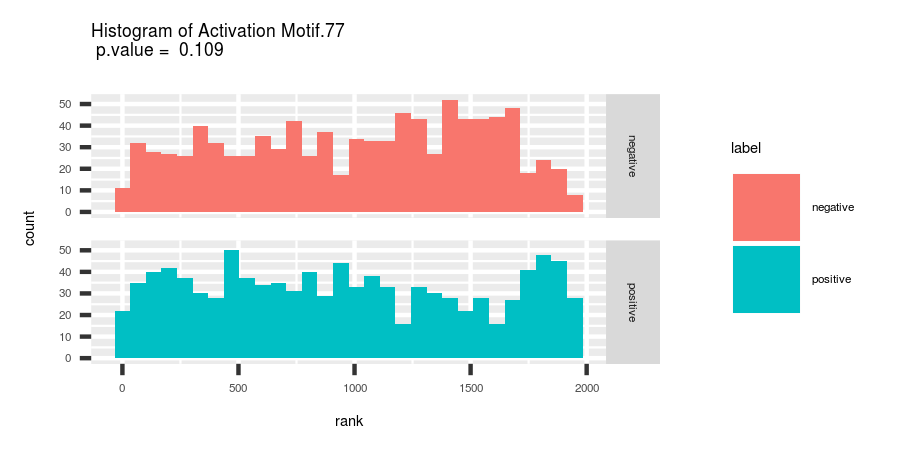 Histogram of Activation Motif.77
p.value = 0.109
count
50
40
30
20
10
0
negative
50
40
30
20
10
0
positive
0 500 1000 1500 2000
rank
label
negative
positive